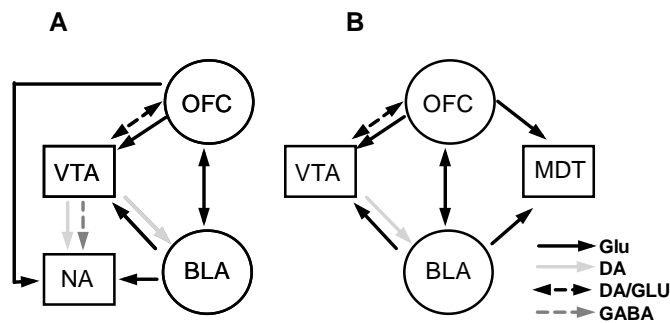 A
OFC
VTA
NA
BLA
B
OFC
VTA
MDT
BLA
Glu
DA
DA/GLU
GABA